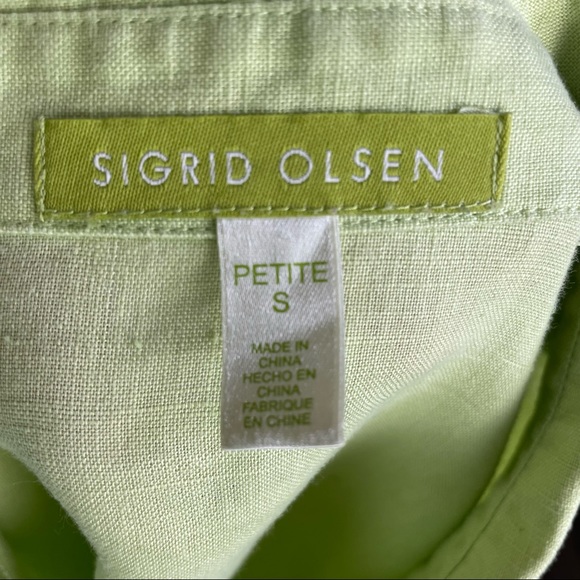 SIGRID OLSEN
PETITE
S
MADE IN
CHINA
HECHO EN
CHINA
FABRIQUE
EN CHINE